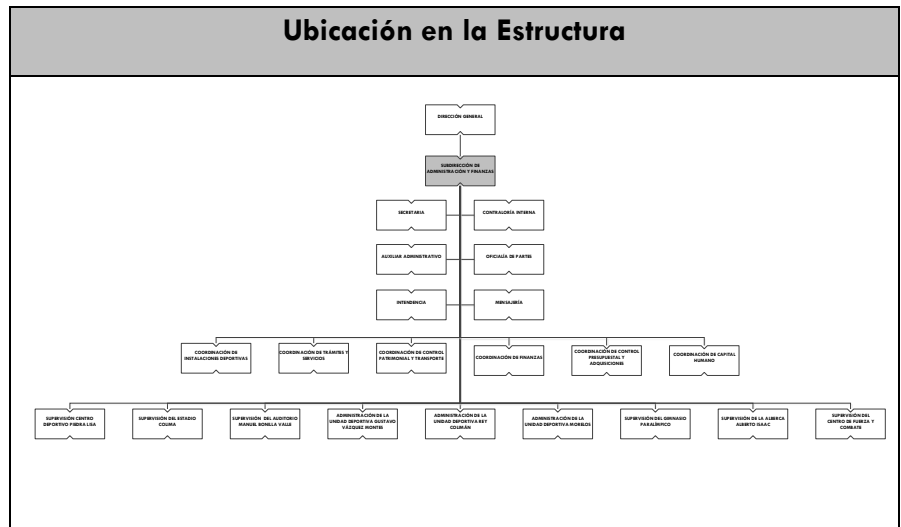 Ubicación en la Estructura
DIRECCIÓN GENERAL
SUBDIRECCIÓN DE
ADMINISTRACIÓN Y FINANZAS
SECRETARIA
CONTRALORÍA INTERNA
AUXILIAR ADMINISTRATIVO
OFICIALÍA DE PARTES
INTENDENCIA
MENSAJERÍA
COORDINACIÓN DE
INSTALACIONES DEPORTIVAS
COORDINACIÓN DE TRÁMITES Y
SERVICIOS
COORDINACIÓN DE CONTROL
PATRIMONIAL Y TRANSPORTE
COORDINACIÓN DE FINANZAS
COORDINACIÓN DE CONTROL
PRESUPUESTAL Y
ADQUISICIONES
COORDINACIÓN DE CAPITAL
HUMANO
SUPERVISIÓN CENTRO
DEPORTIVO PIEDRA LISA
SUPERVISIÓN DEL ESTADIO
COLIMA
SUPERVISIÓN DEL AUDITORIO
MANUEL BONILLA VALLE
ADMINISTRACIÓN DE LA
UNIDAD DEPORTIVA GUSTAVO
VÁZQUEZ MONTES
ADMINISTRACIÓN DE LA
UNIDAD DEPORTIVA REY
COLIMÁN
ADMINISTRACIÓN DE LA
UNIDAD DEPORTIVA MORELOS
SUPERVISIÓN DEL GIMNASIO
PARALÍMPICO
SUPERVISIÓN DE LA ALBERCA
ALBERTO ISAAC
SUPERVISIÓN DEL
CENTRO DE FUERZA Y
COMBATE